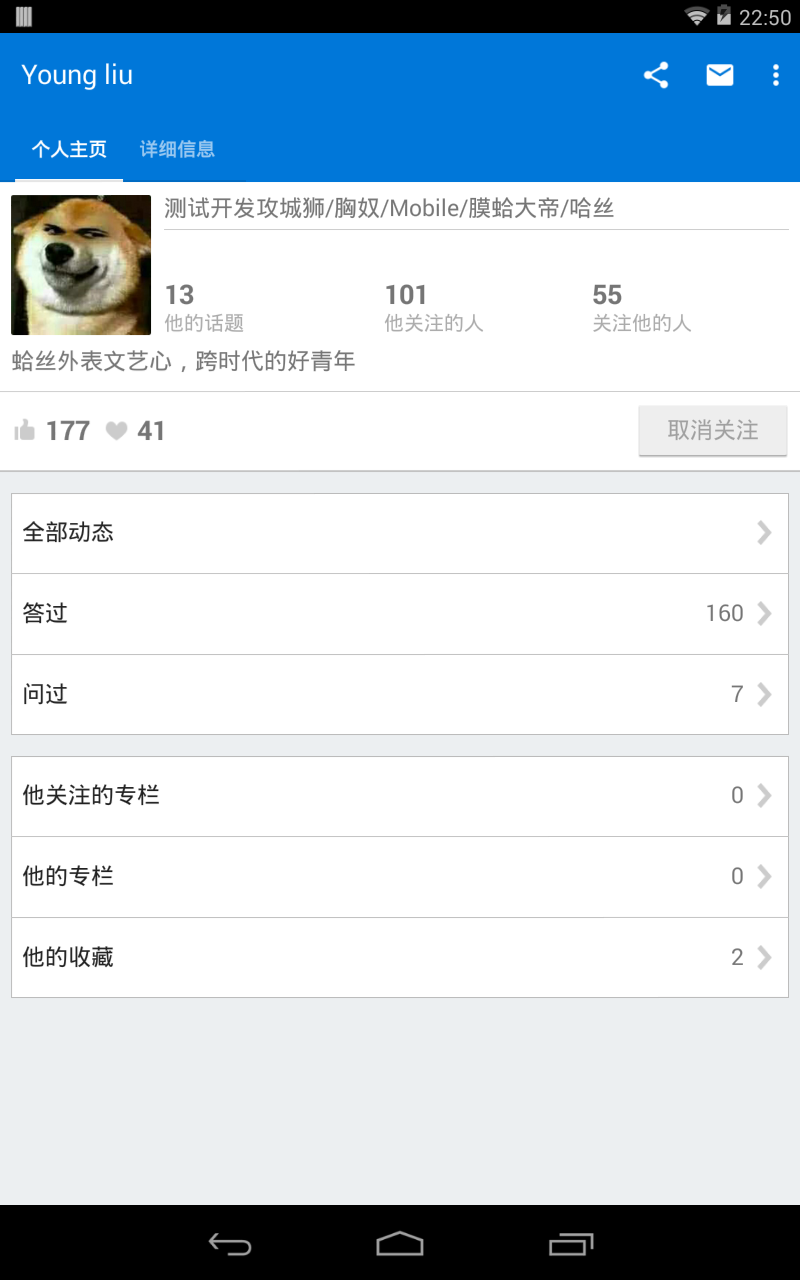 22:50
Young liu
个人主页 详细信息
测试开发攻城狮/胸奴/Mobile/膜蛤大帝/哈丝
13 101 55
他的话题 他关注的人 关注他的人
蛤丝外表文艺心，跨时代的好青年
177 41 取消关注
全部动态
答过 160
问过 7
他关注的专栏 0
他的专栏 0
他的收藏 2